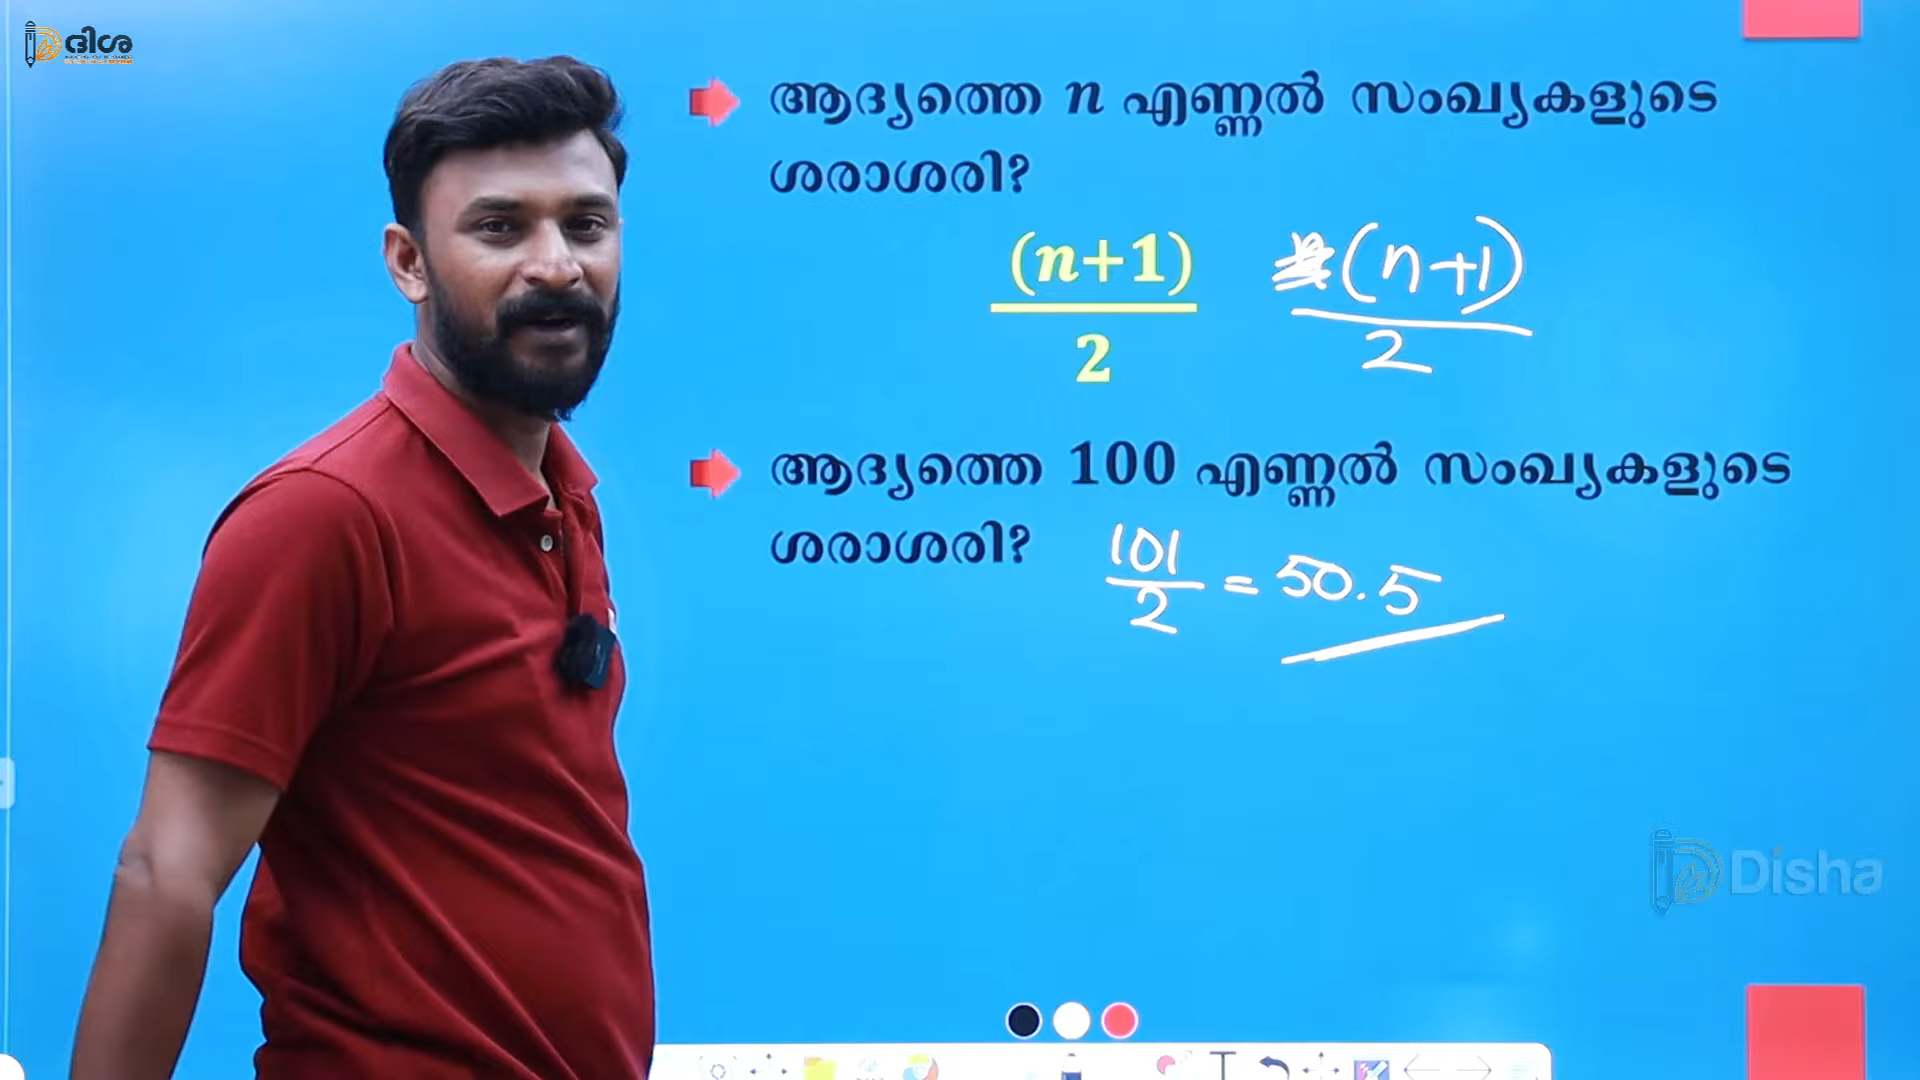 ദിശ
ആദ്യത്തെ n എണ്ണൽ സംഖ്യകളുടെ
ശരാശരി?
(n+1)
2
(n+1)
2
ആദ്യത്തെ 100 എണ്ണൽ സംഖ്യകളുടെ
ശരാശരി?
101
2
= 50.5
Disha